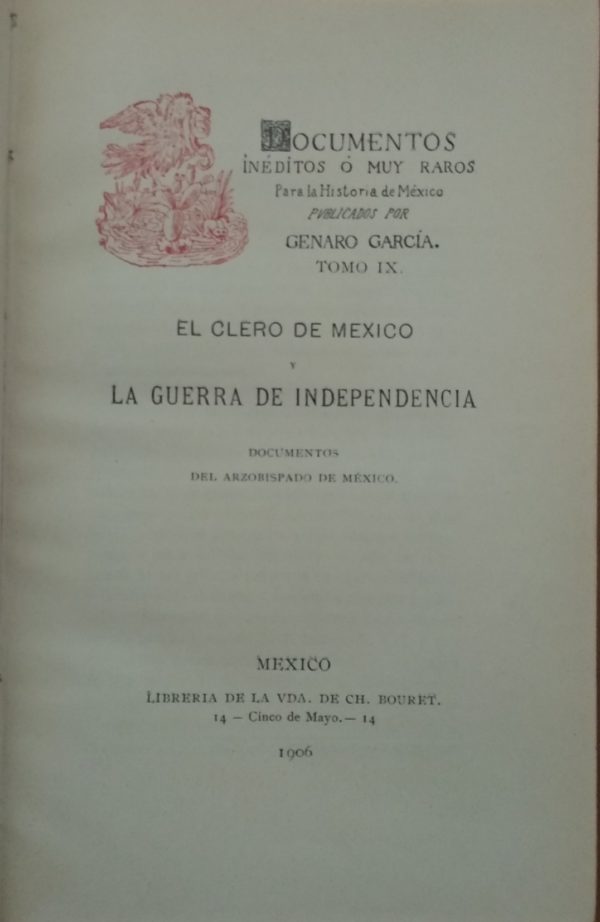 DOCUMENTOS
INÉDITOS Ó MUY RAROS
Para la Historia de México
PVBLICADOS POR
GENARO GARCÍA.
TOMO IX.
EL CLERO DE MEXICO
Y
LA GUERRA DE INDEPENDENCIA
DOCUMENTOS
DEL ARZOBISPADO DE MÉXICO.
MEXICO
LIBRERIA DE LA VDA. DE CH. BOURET.
14 — Cinco de Mayo. — 14
1906